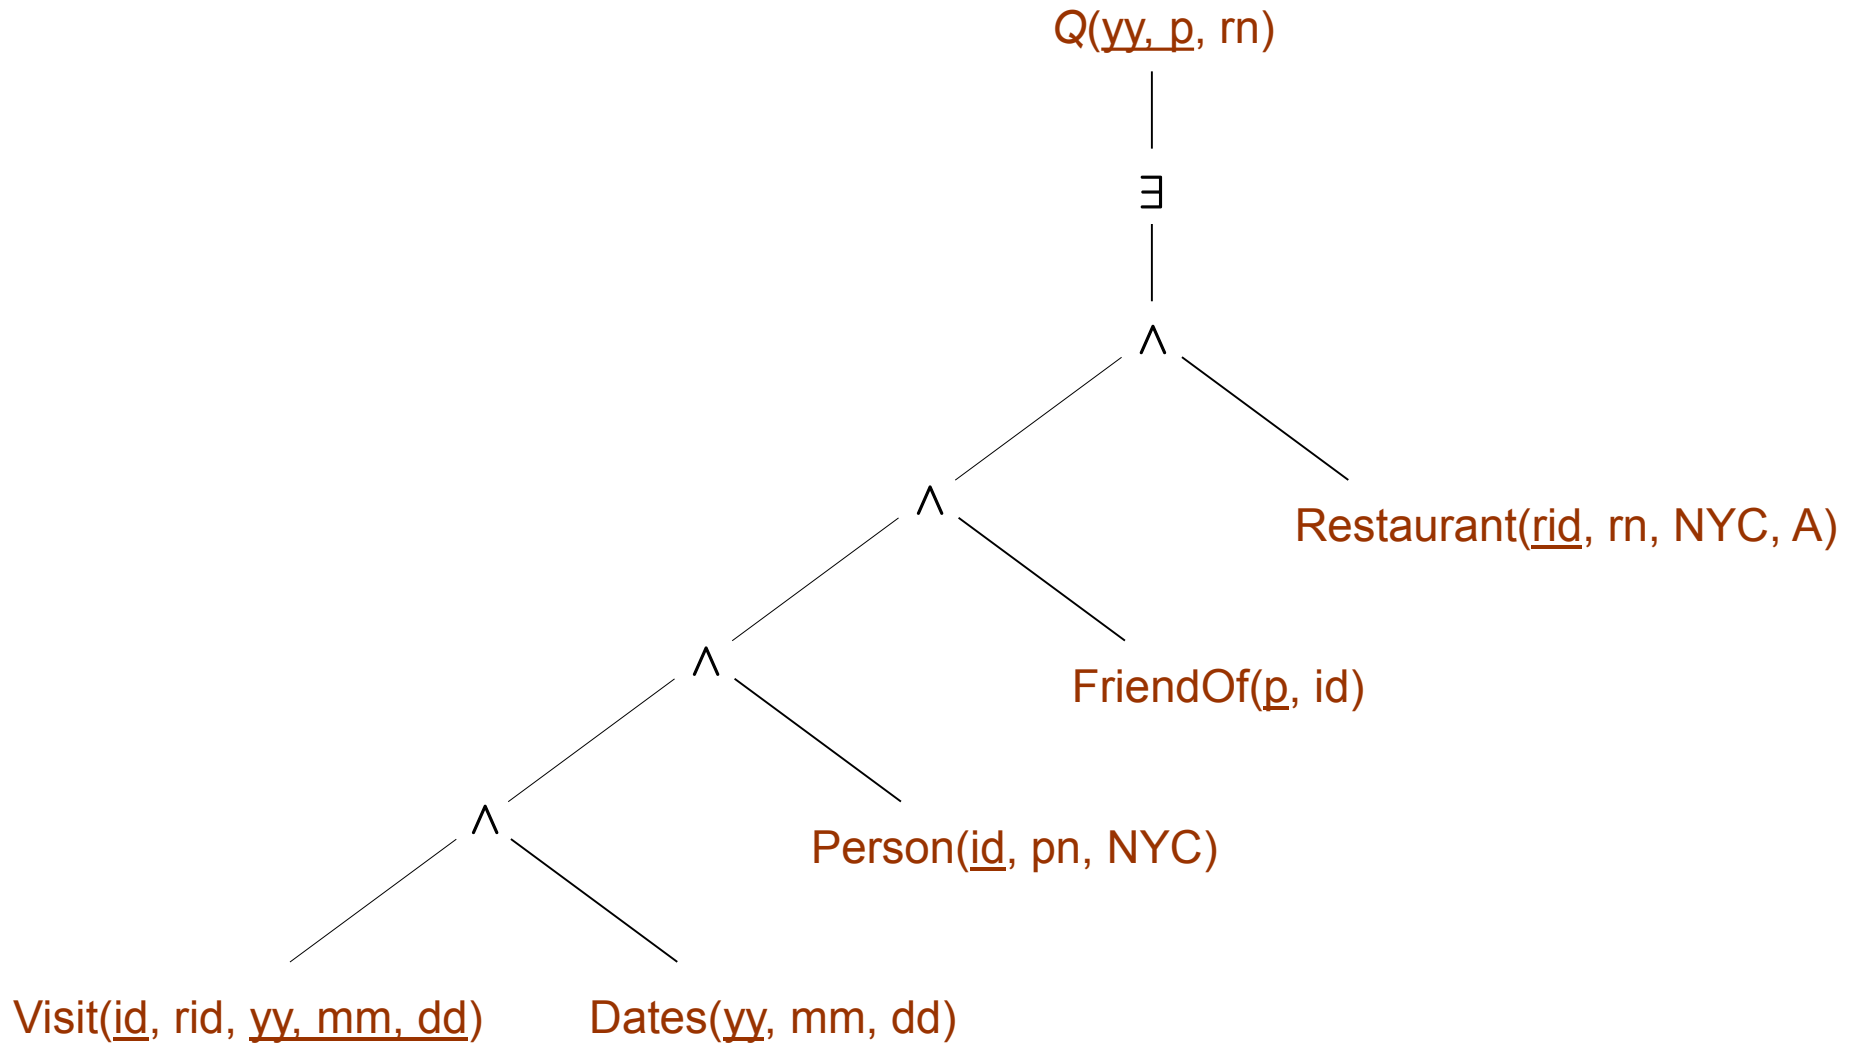 Q(yy, p, rn)
∃
∧
∧
Restaurant(rid, rn, NYC, A)
∧
FriendOf(p, id)
∧
Person(id, pn, NYC)
Visit(id, rid, yy, mm, dd)
Dates(yy, mm, dd)